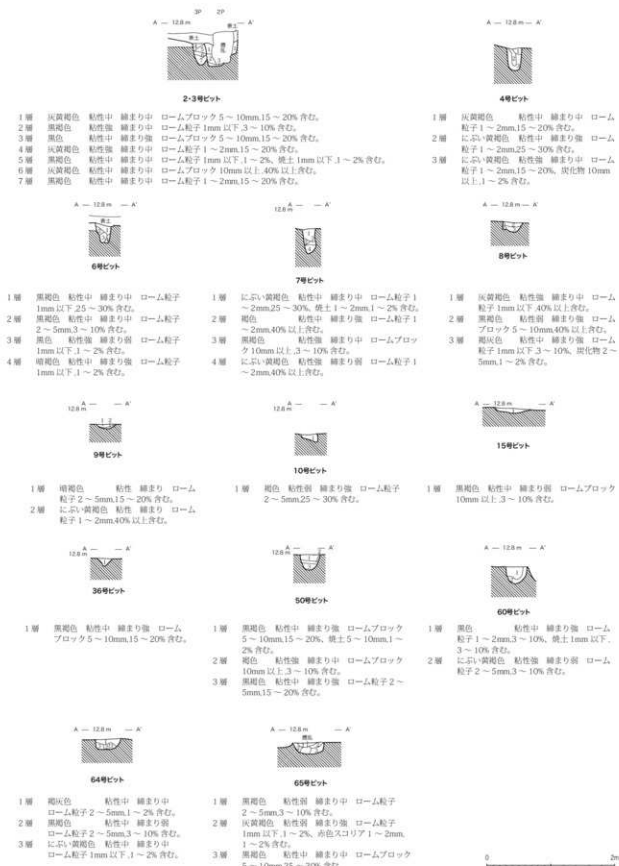 3P 2P
表土
A — 12.8 m — A'
表土
撹乱
2・3号ピット
1層 灰黄褐色 粘性中 締まり中 ロームブロック5～10mm,15～20%含む。
2層 黒褐色 粘性強 締まり中 ローム粒子1mm以下,3～10%含む。
3層 黒色 粘性中 締まり強 ロームブロック5～10mm,15～20%含む。
4層 灰黄褐色 粘性強 締まり中 ローム粒子1～2mm,15～20%含む。
5層 黒褐色 粘性中 締まり中 ローム粒子1mm以下,1～2%、焼土1mm以下,1～2%含む。
6層 灰黄褐色 粘性中 締まり中 ロームブロック10mm以上,40%以上含む。
7層 黒褐色 粘性中 締まり中 ローム粒子1～2mm,15～20%含む。
A — 12.8 m — A'
4号ピット
1層 灰黄褐色 粘性中 締まり中 ローム
粒子1～2mm,15～20%含む。
2層 にぶい黄褐色 粘性中 締まり強 ローム
粒子1～2mm,25～30%含む。
3層 にぶい黄褐色 粘性強 締まり中 ローム
粒子1～2mm,15～20%、炭化物10mm
以上,1～2%含む。
A — 12.8 m — A'
表土
6号ピット
1層 黒褐色 粘性中 締まり中 ローム粒子
1mm以下,25～30%含む。
2層 黒褐色 粘性中 締まり中 ローム粒子
2～5mm,3～10%含む。
3層 黒色 粘性強 締まり弱 ローム粒子
1mm以下,1～2%含む。
4層 暗褐色 粘性中 締まり強 ローム粒子
1mm以下,1～2%含む。
A — — A'
12.8 m
7号ピット
1層 にぶい黄褐色 粘性中 締まり中 ローム粒子1
～2mm,25～30%、焼土1～2mm,1～2%含む。
2層 褐色 粘性中 締まり強 ローム粒子1
～2mm,40%以上含む。
3層 黒褐色 粘性強 締まり中 ロームブロッ
ク10mm以上,3～10%含む。
4層 にぶい黄褐色 粘性強 締まり弱 ローム粒子1
～2mm,40%以上含む。
A — 12.8 m — A'
8号ピット
1層 灰黄褐色 粘性強 締まり中 ローム
粒子1mm以下,40%以上含む。
2層 黒褐色 粘性弱 締まり強 ローム
ブロック5～10mm,40%以上含む。
3層 褐灰色 粘性中 締まり強 ローム
粒子1mm以下,3～10%、炭化物2～
5mm,1～2%含む。
A — — A'
12.8 m
9号ピット
1層 暗褐色 粘性 締まり ローム
粒子2～5mm,15～20%含む。
2層 にぶい黄褐色 粘性 締まり ローム
粒子1～2mm,40%以上含む。
A — — A'
12.8 m
10号ピット
1層 褐色 粘性弱 締まり強 ローム粒子
2～5mm,25～30%含む。
A — 12.8 m — A'
15号ピット
1層 黒褐色 粘性中 締まり弱 ロームブロック
10mm以上,3～10%含む。
A — — A'
12.8 m
36号ピット
1層 黒褐色 粘性中 締まり強 ローム
ブロック5～10mm,15～20%含む。
A — — A'
12.8 m
50号ピット
1層 黒褐色 粘性強 締まり強 ロームブロック
5～10mm,15～20%、焼土5～10mm,1～
2%含む。
2層 褐色 粘性強 締まり中 ロームブロック
10mm以上,3～10%含む。
3層 黒褐色 粘性中 締まり強 ローム粒子2～
5mm,15～20%含む。
A — 12.8 m — A'
60号ピット
1層 黒色 粘性中 締まり強 ローム
粒子1～2mm,3～10%、焼土1mm以下,
3～10%含む。
2層 にぶい黄褐色 粘性強 締まり弱 ローム
粒子2～5mm,3～10%含む。
A — 12.8 m — A'
64号ピット
1層 褐灰色 粘性中 締まり中
ローム粒子2～5mm,1～2%含む。
2層 黒褐色 粘性中 締まり弱
ローム粒子2～5mm,3～10%含む。
3層 にぶい黄褐色 粘性中 締まり中
ローム粒子1mm以下,1～2%含む。
A — 12.8 m — A'
撹乱
65号ピット
1層 黒褐色 粘性弱 締まり中 ローム粒子
2～5mm,3～10%含む。
2層 灰黄褐色 粘性弱 締まり強 ローム粒子
1mm以下,1～2%、赤色スコリア1～2mm,
1～2%含む。
3層 黒褐色 粘性中 締まり中 ロームブロック
5～10mm,25～20%含む。
0 2m